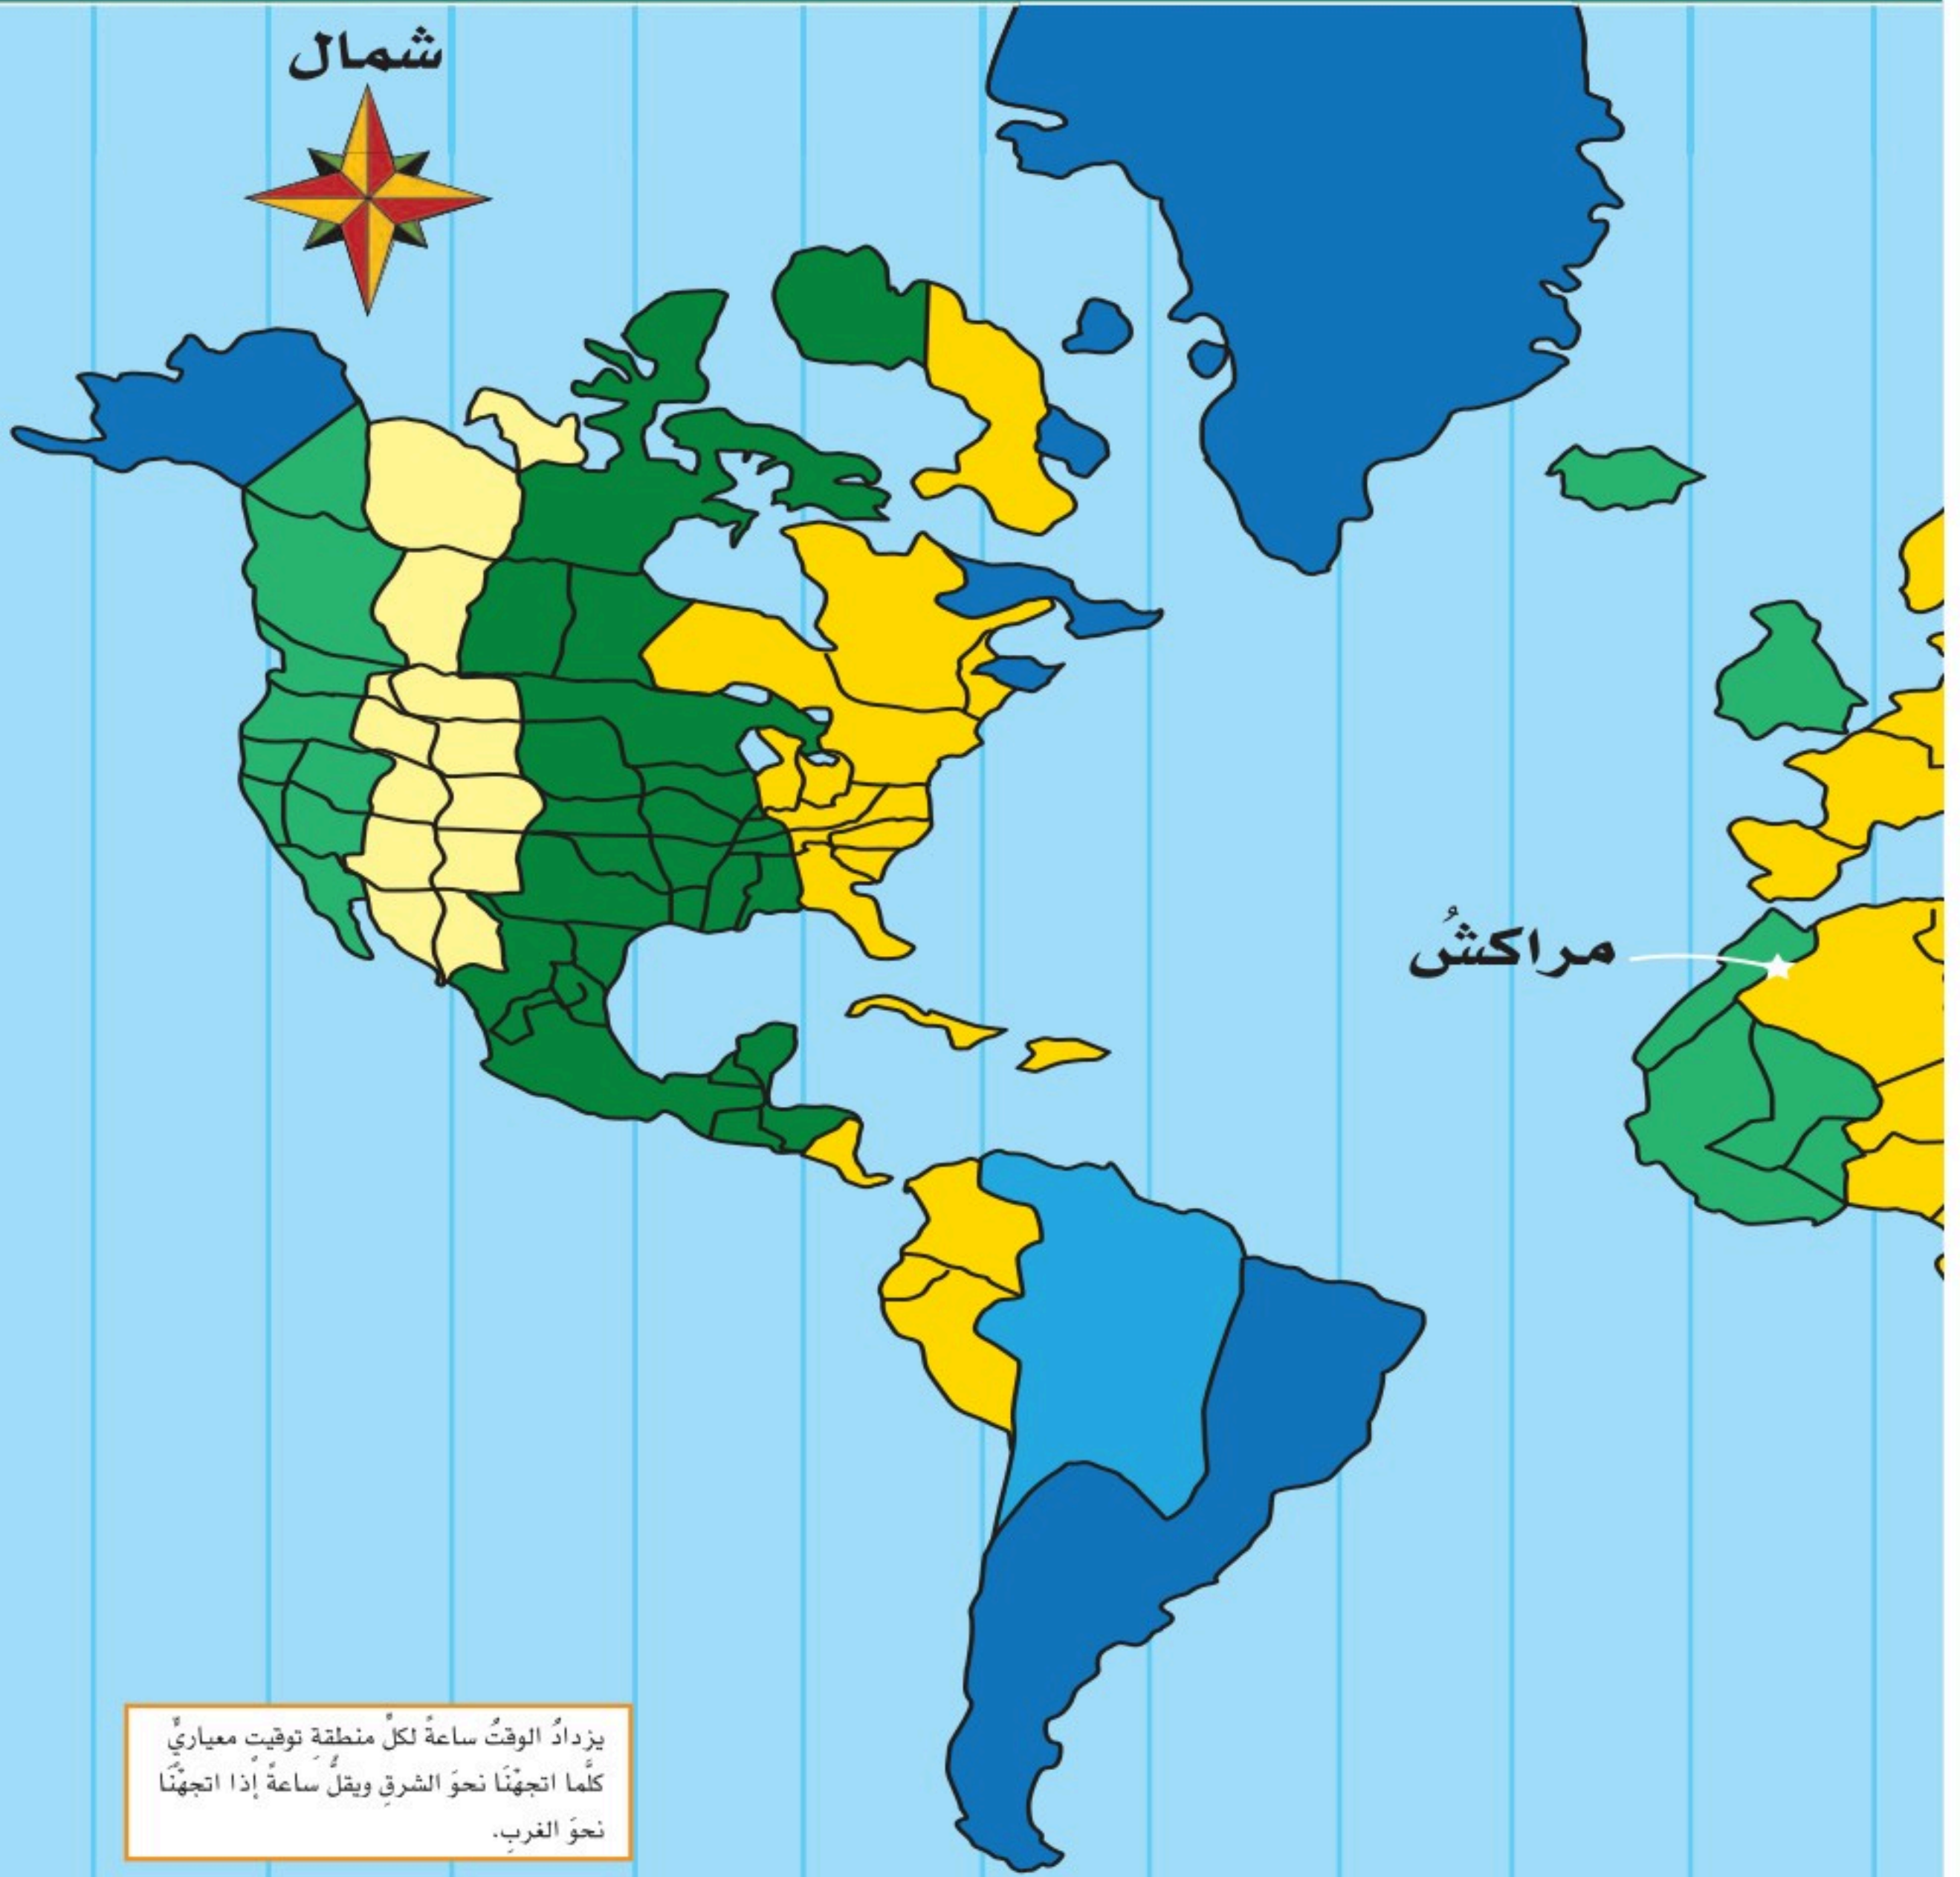 شمال
مراكشُ
يزدادُ الوقتُ ساعةً لكلِّ منطقةِ توقيتٍ معياريٍّ
كلَّما اتجهْنَا نحوَ الشرقِ ويقلُّ ساعةً إذا اتجهْنَا
نحوَ الغربِ.